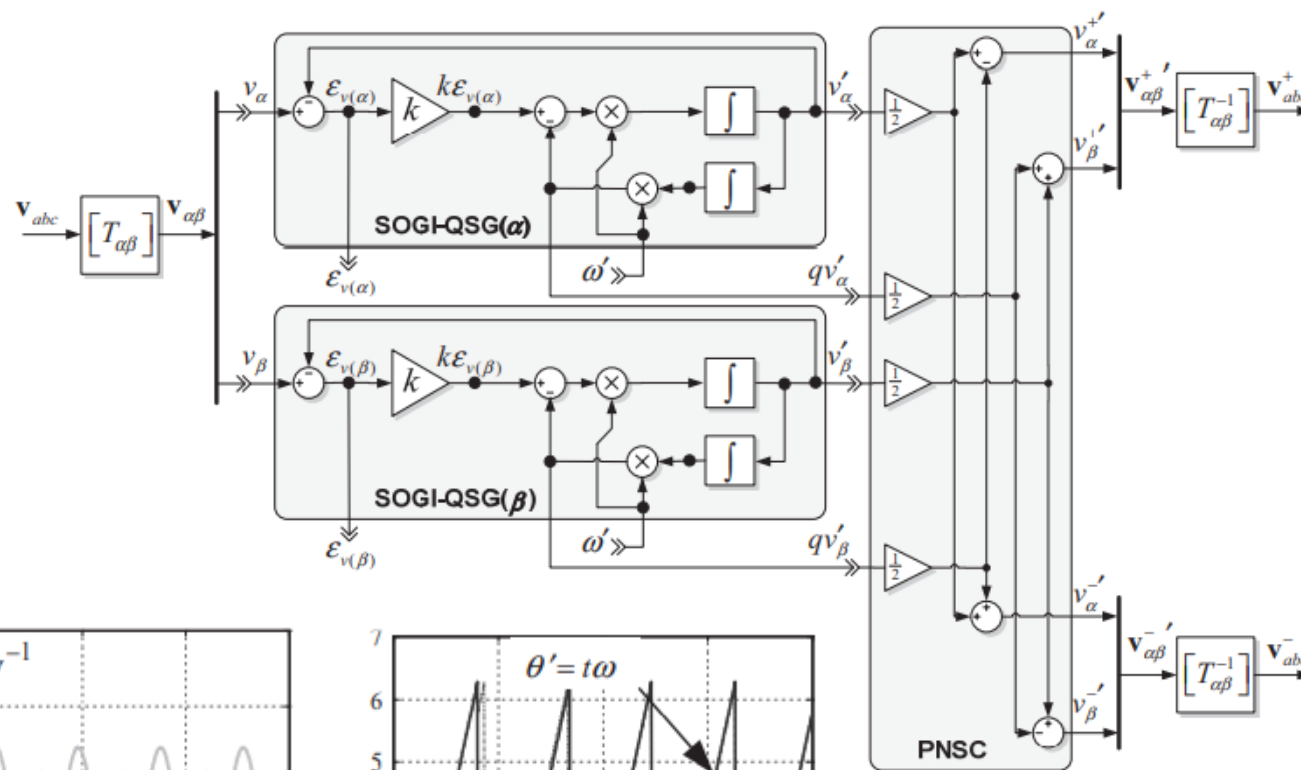 v_abc
[T_αβ]
v_αβ
v_α
ε_v(α)
k
kε_v(α)
∫
∫
v′_α
SOGI-QSG(α)
ε_v(α)
ω′
qv′_α
v_β
ε_v(β)
k
kε_v(β)
∫
∫
v′_β
SOGI-QSG(β)
ε_v(β)
ω′
qv′_β
1/2
1/2
1/2
1/2
PNSC
v_α^+′
v_αβ^+′
[T_αβ^-1]
v_β^+′
v_α^-′
v_αβ^-′
[T_αβ^-1]
v_β^-′
-1
7
6
5
θ′=tω